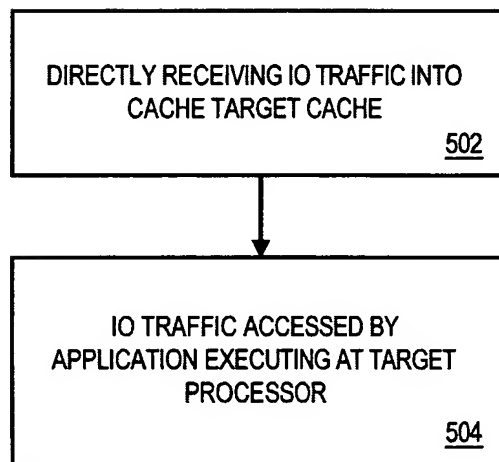 DIRECTLY RECEIVING IO TRAFFIC INTO
CACHE TARGET CACHE
502
IO TRAFFIC ACCESSED BY
APPLICATION EXECUTING AT TARGET
PROCESSOR
504